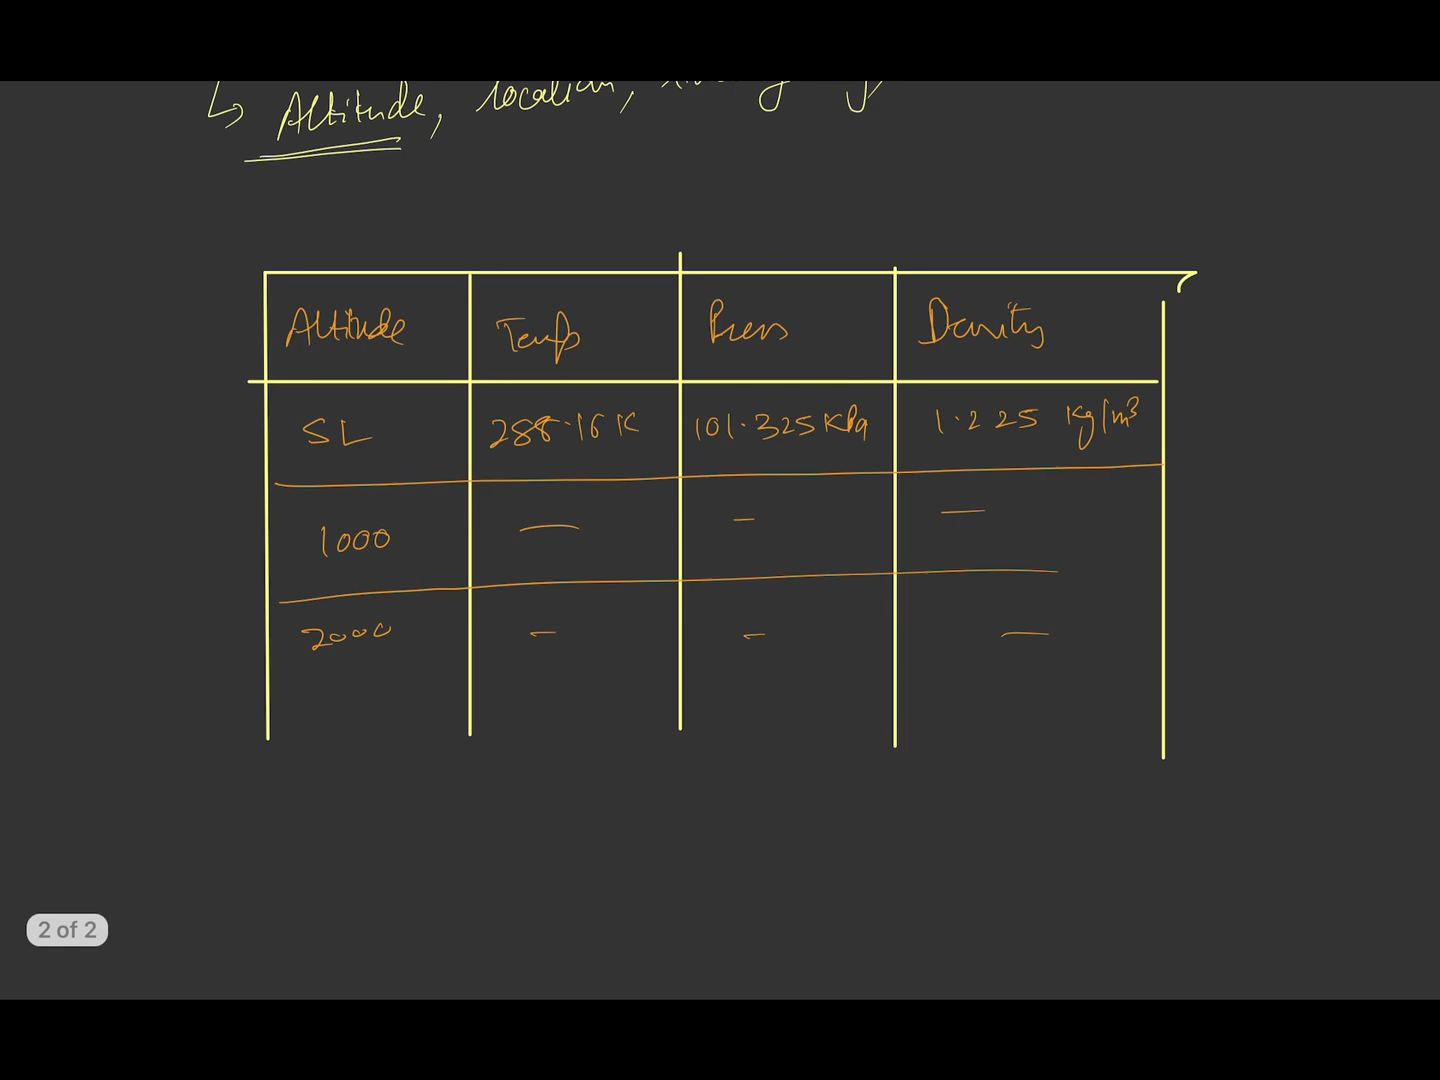 ↳ Altitude, location,
Altitude Temp Press Density
SL 288.16 K 101.325 KPa 1.225 Kg/m³
1000 — — —
2000 — — —
2 of 2